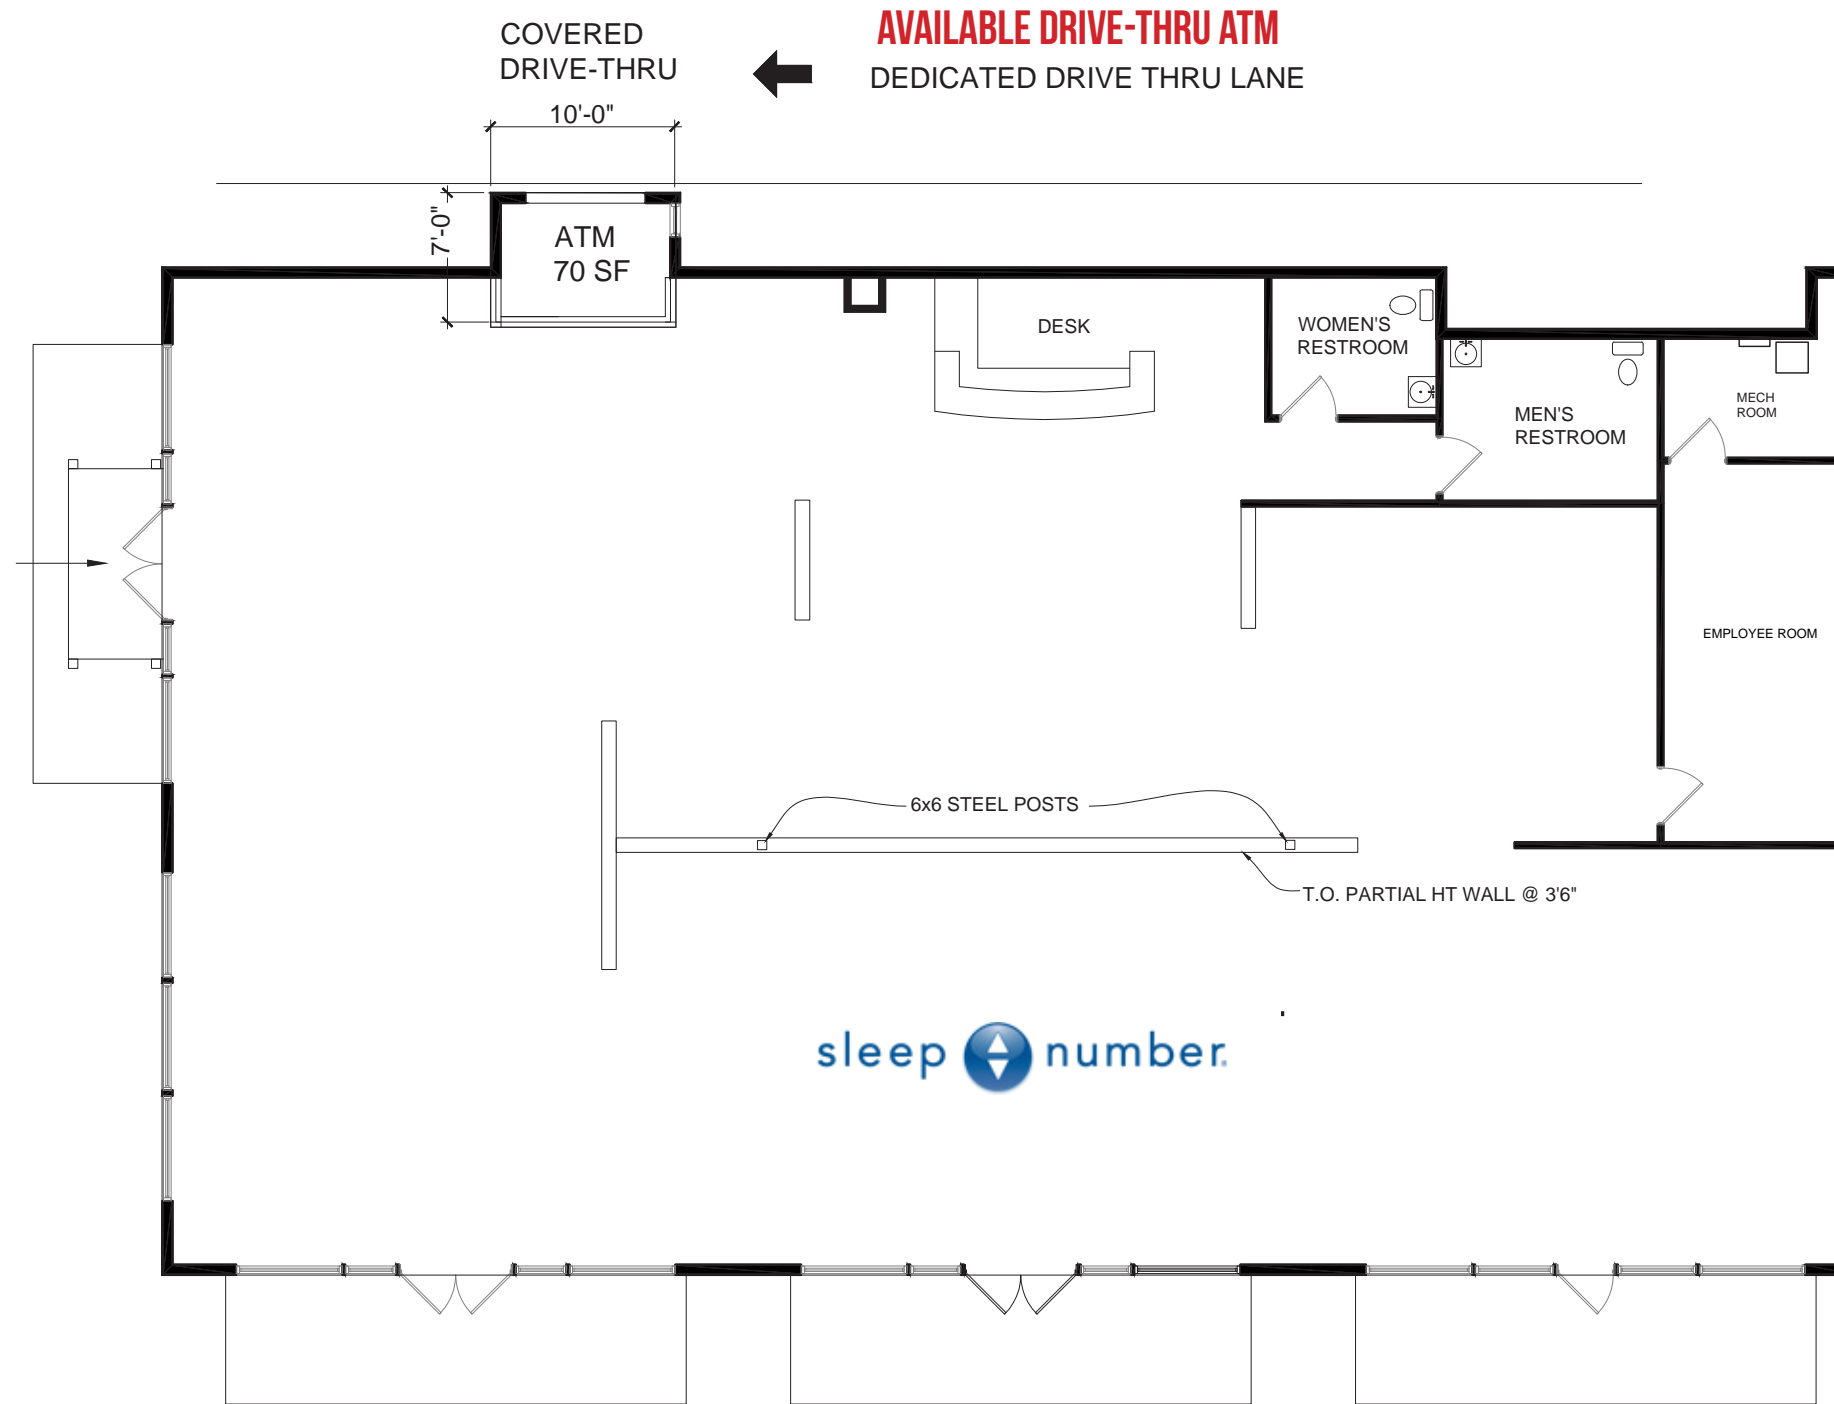 COVERED
DRIVE-THRU
AVAILABLE DRIVE-THRU ATM
DEDICATED DRIVE THRU LANE
10'-0"
7'-0"
ATM
70 SF
DESK
WOMEN'S
RESTROOM
MEN'S
RESTROOM
MECH
ROOM
EMPLOYEE ROOM
6x6 STEEL POSTS
T.O. PARTIAL HT WALL @ 3'6"
sleep number.